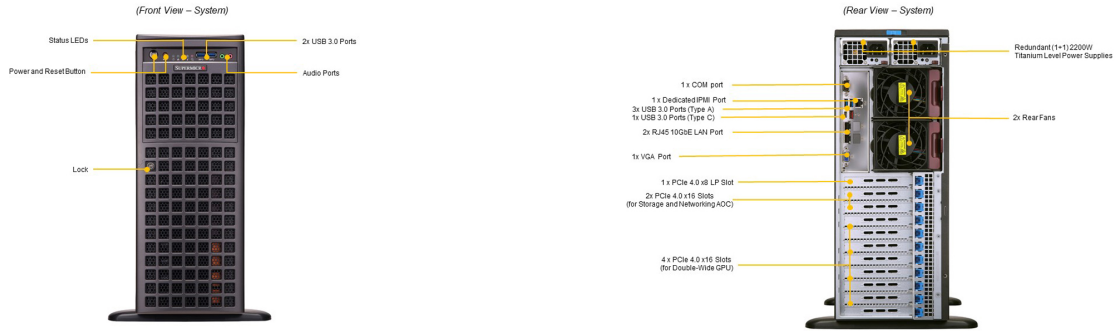 (Front View – System)
Status LEDs
2x USB 3.0 Ports
Power and Reset Button
Audio Ports
SUPERMICRO
Lock
(Rear View – System)
Redundant (1+1) 2200W
Titanium Level Power Supplies
1 x COM port
1 x Dedicated IPMI Port
3x USB 3.0 Ports (Type A)
1x USB 3.0 Ports (Type C)
2x Rear Fans
2x RJ45 10GbE LAN Port
1x VGA Port
1 x PCIe 4.0 x8 LP Slot
2x PCIe 4.0 x16 Slots
(for Storage and Networking AOC)
4 x PCIe 4.0 x16 Slots
(for Double-Wide GPU)